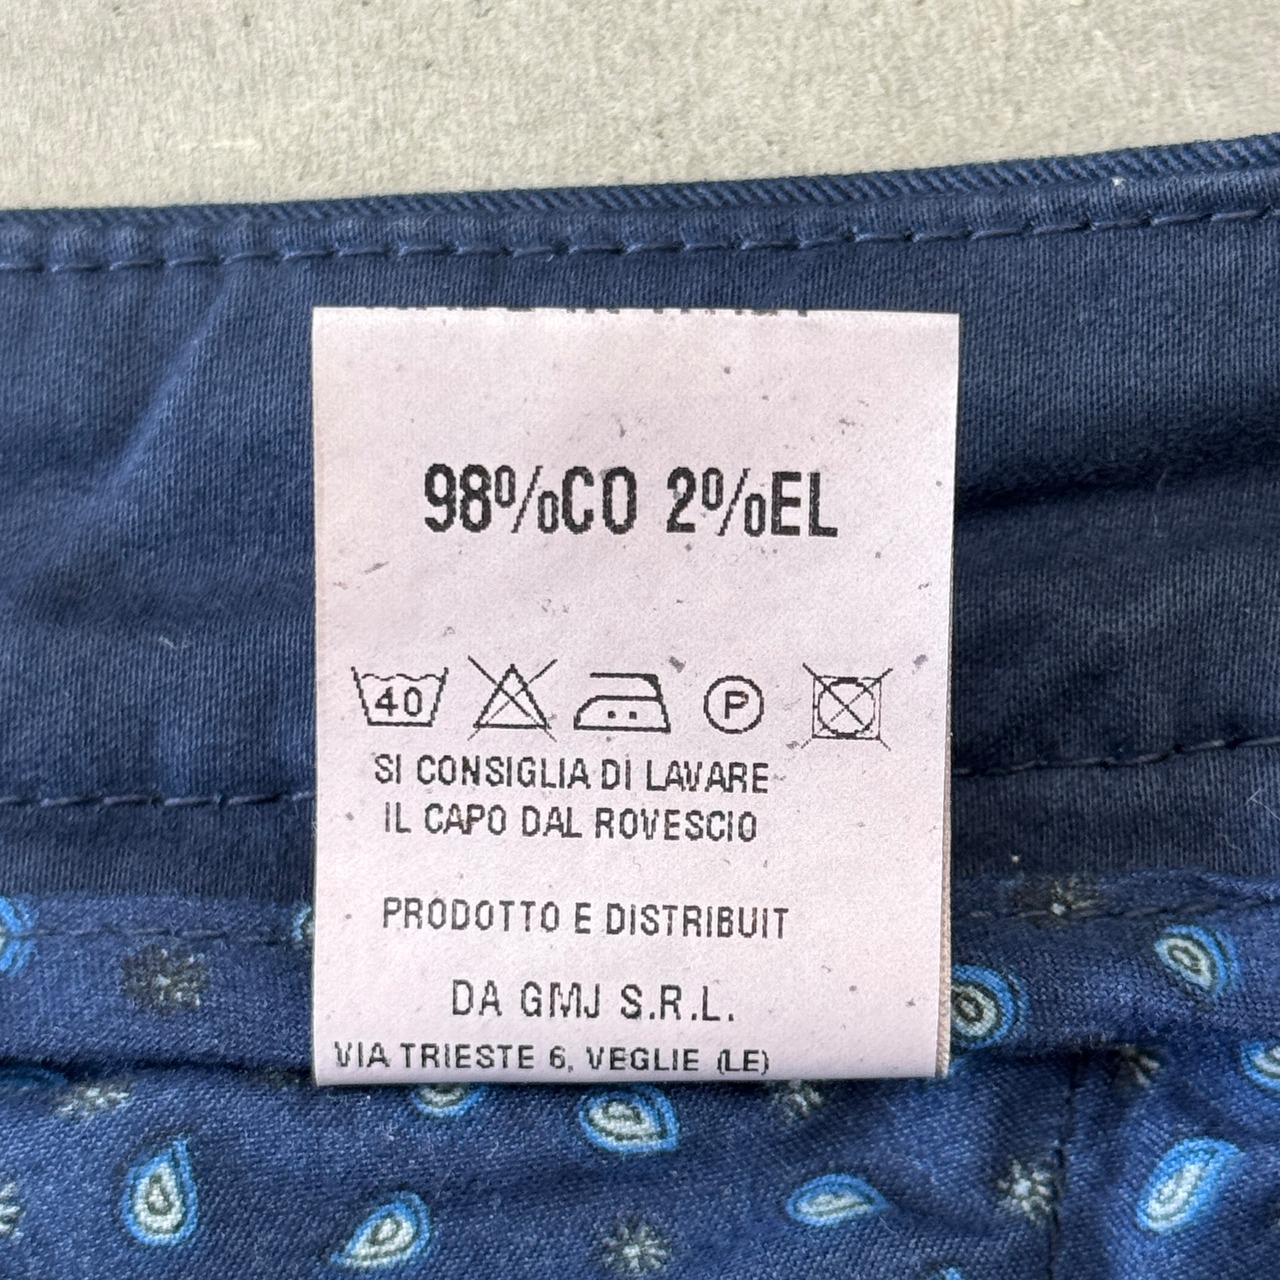 98%CO 2%EL
40 P
SI CONSIGLIA DI LAVARE
IL CAPO DAL ROVESCIO
PRODOTTO E DISTRIBUIT
DA GMJ S.R.L.
VIA TRIESTE 6, VEGLIE (LE)